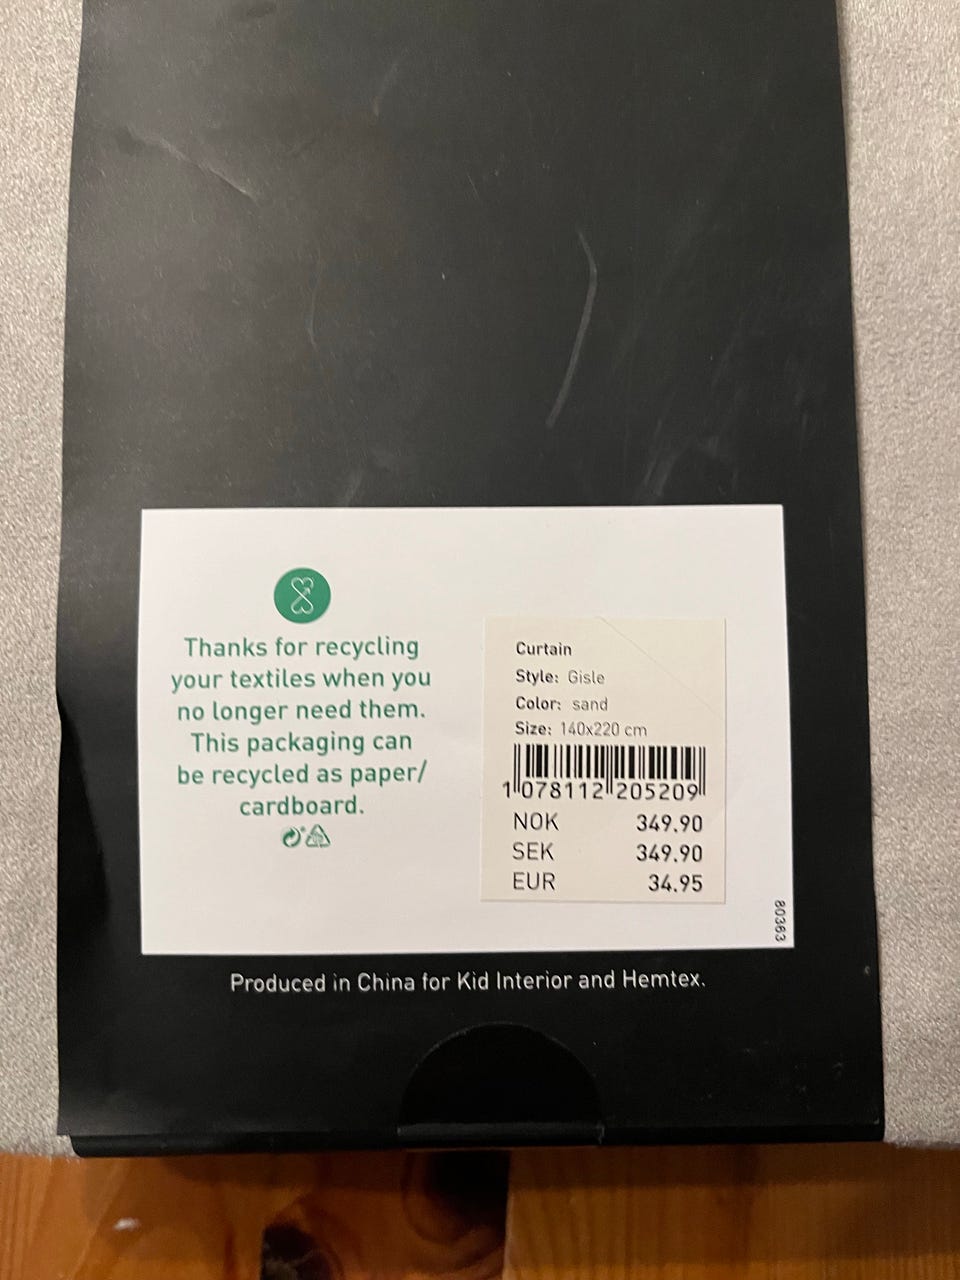 Thanks for recycling
your textiles when you
no longer need them.
This packaging can
be recycled as paper/
cardboard.
Curtain
Style: Gisle
Color: sand
Size: 140x220 cm
1 078112 205209
NOK 349.90
SEK 349.90
EUR 34.95
80363
Produced in China for Kid Interior and Hemtex.